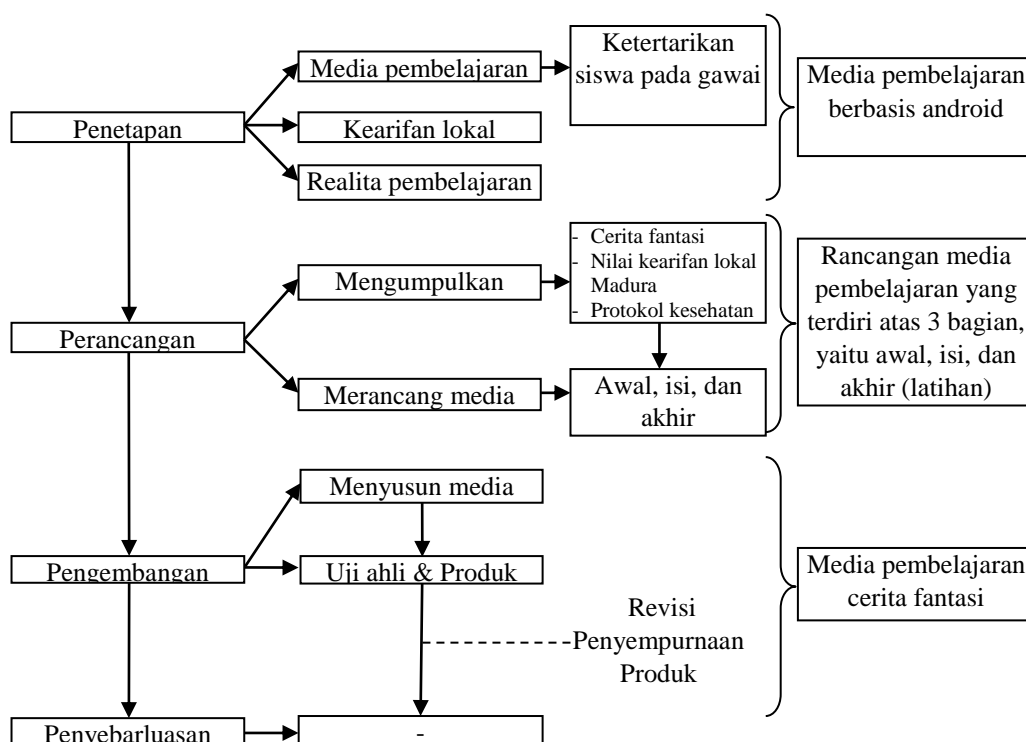 Ketertarikan
siswa pada gawai
Media pembelajaran
Media pembelajaran
berbasis android
Penetapan
Kearifan lokal
Realita pembelajaran
- Cerita fantasi
- Nilai kearifan lokal
Madura
- Protokol kesehatan
Mengumpulkan
Rancangan media
pembelajaran yang
terdiri atas 3 bagian,
yaitu awal, isi, dan
akhir (latihan)
Perancangan
Merancang media
Awal, isi, dan
akhir
Menyusun media
Pengembangan
Uji ahli & Produk
Media pembelajaran
cerita fantasi
Revisi
Penyempurnaan
Produk
Penyebarluasan
-